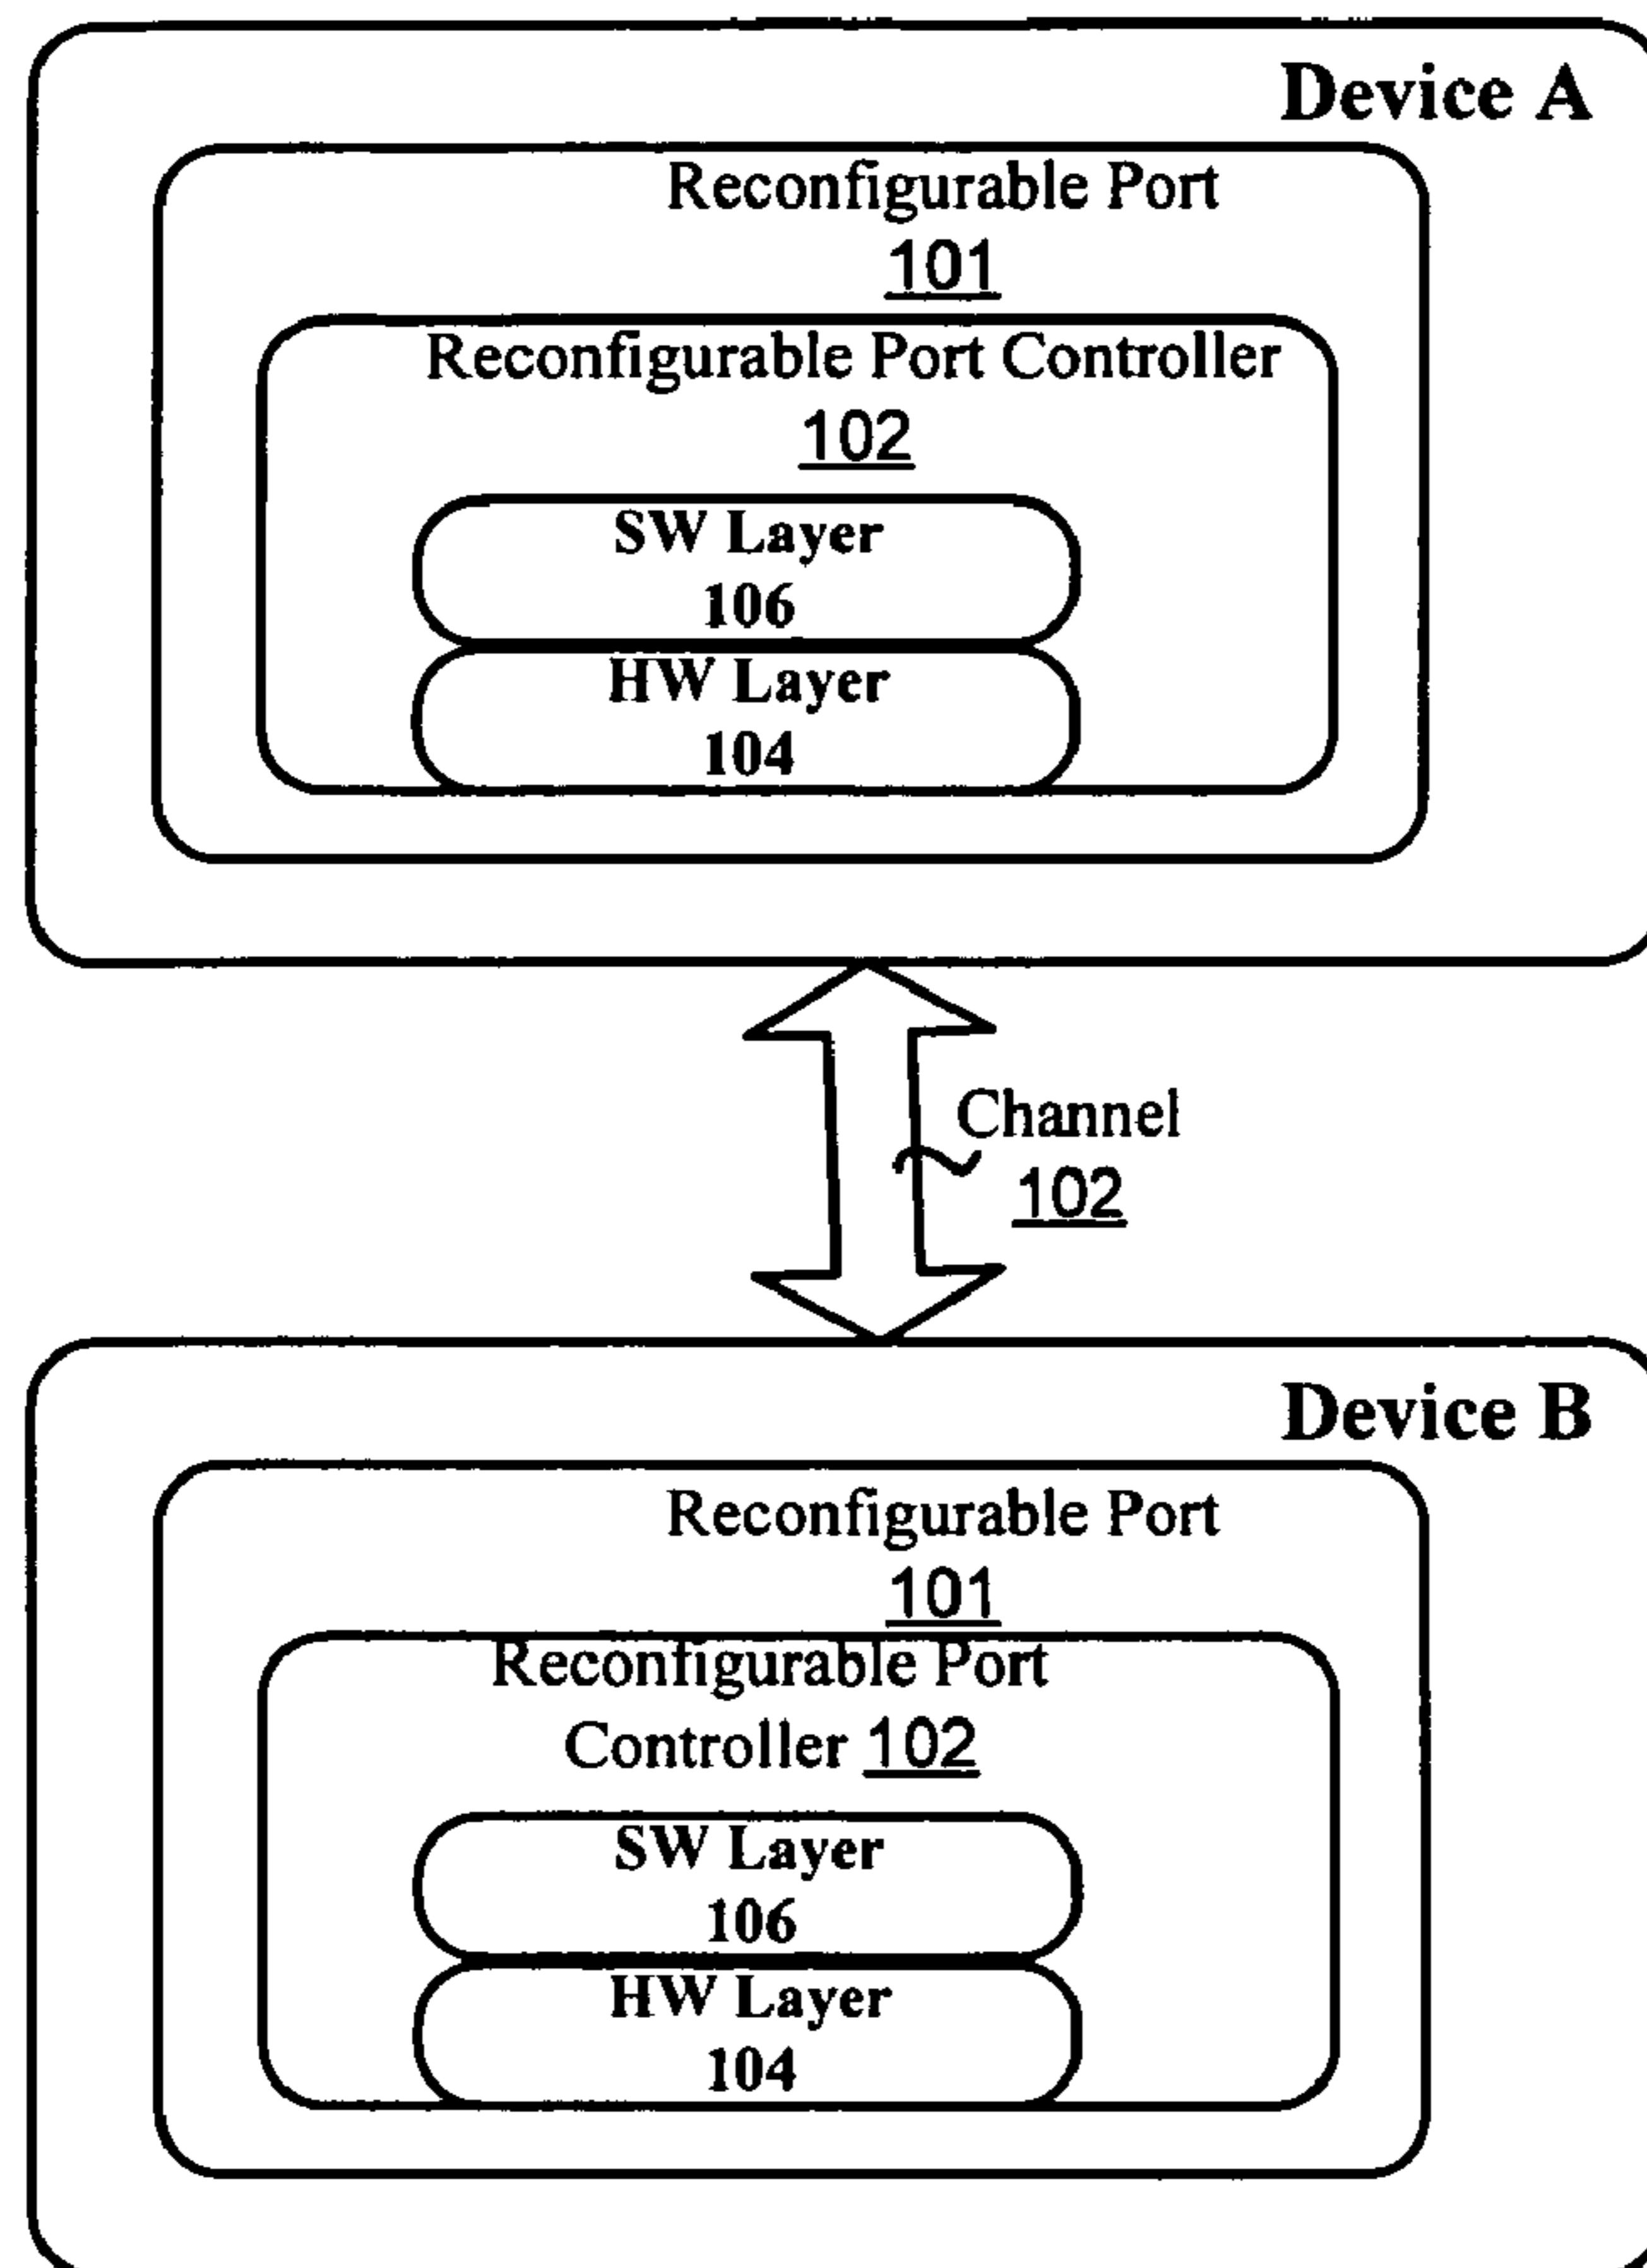 Device A
Reconfigurable Port
101
Reconfigurable Port Controller
102
SW Layer
106
HW Layer
104
Channel
102
Device B
Reconfigurable Port
101
Reconfigurable Port
Controller 102
SW Layer
106
HW Layer
104